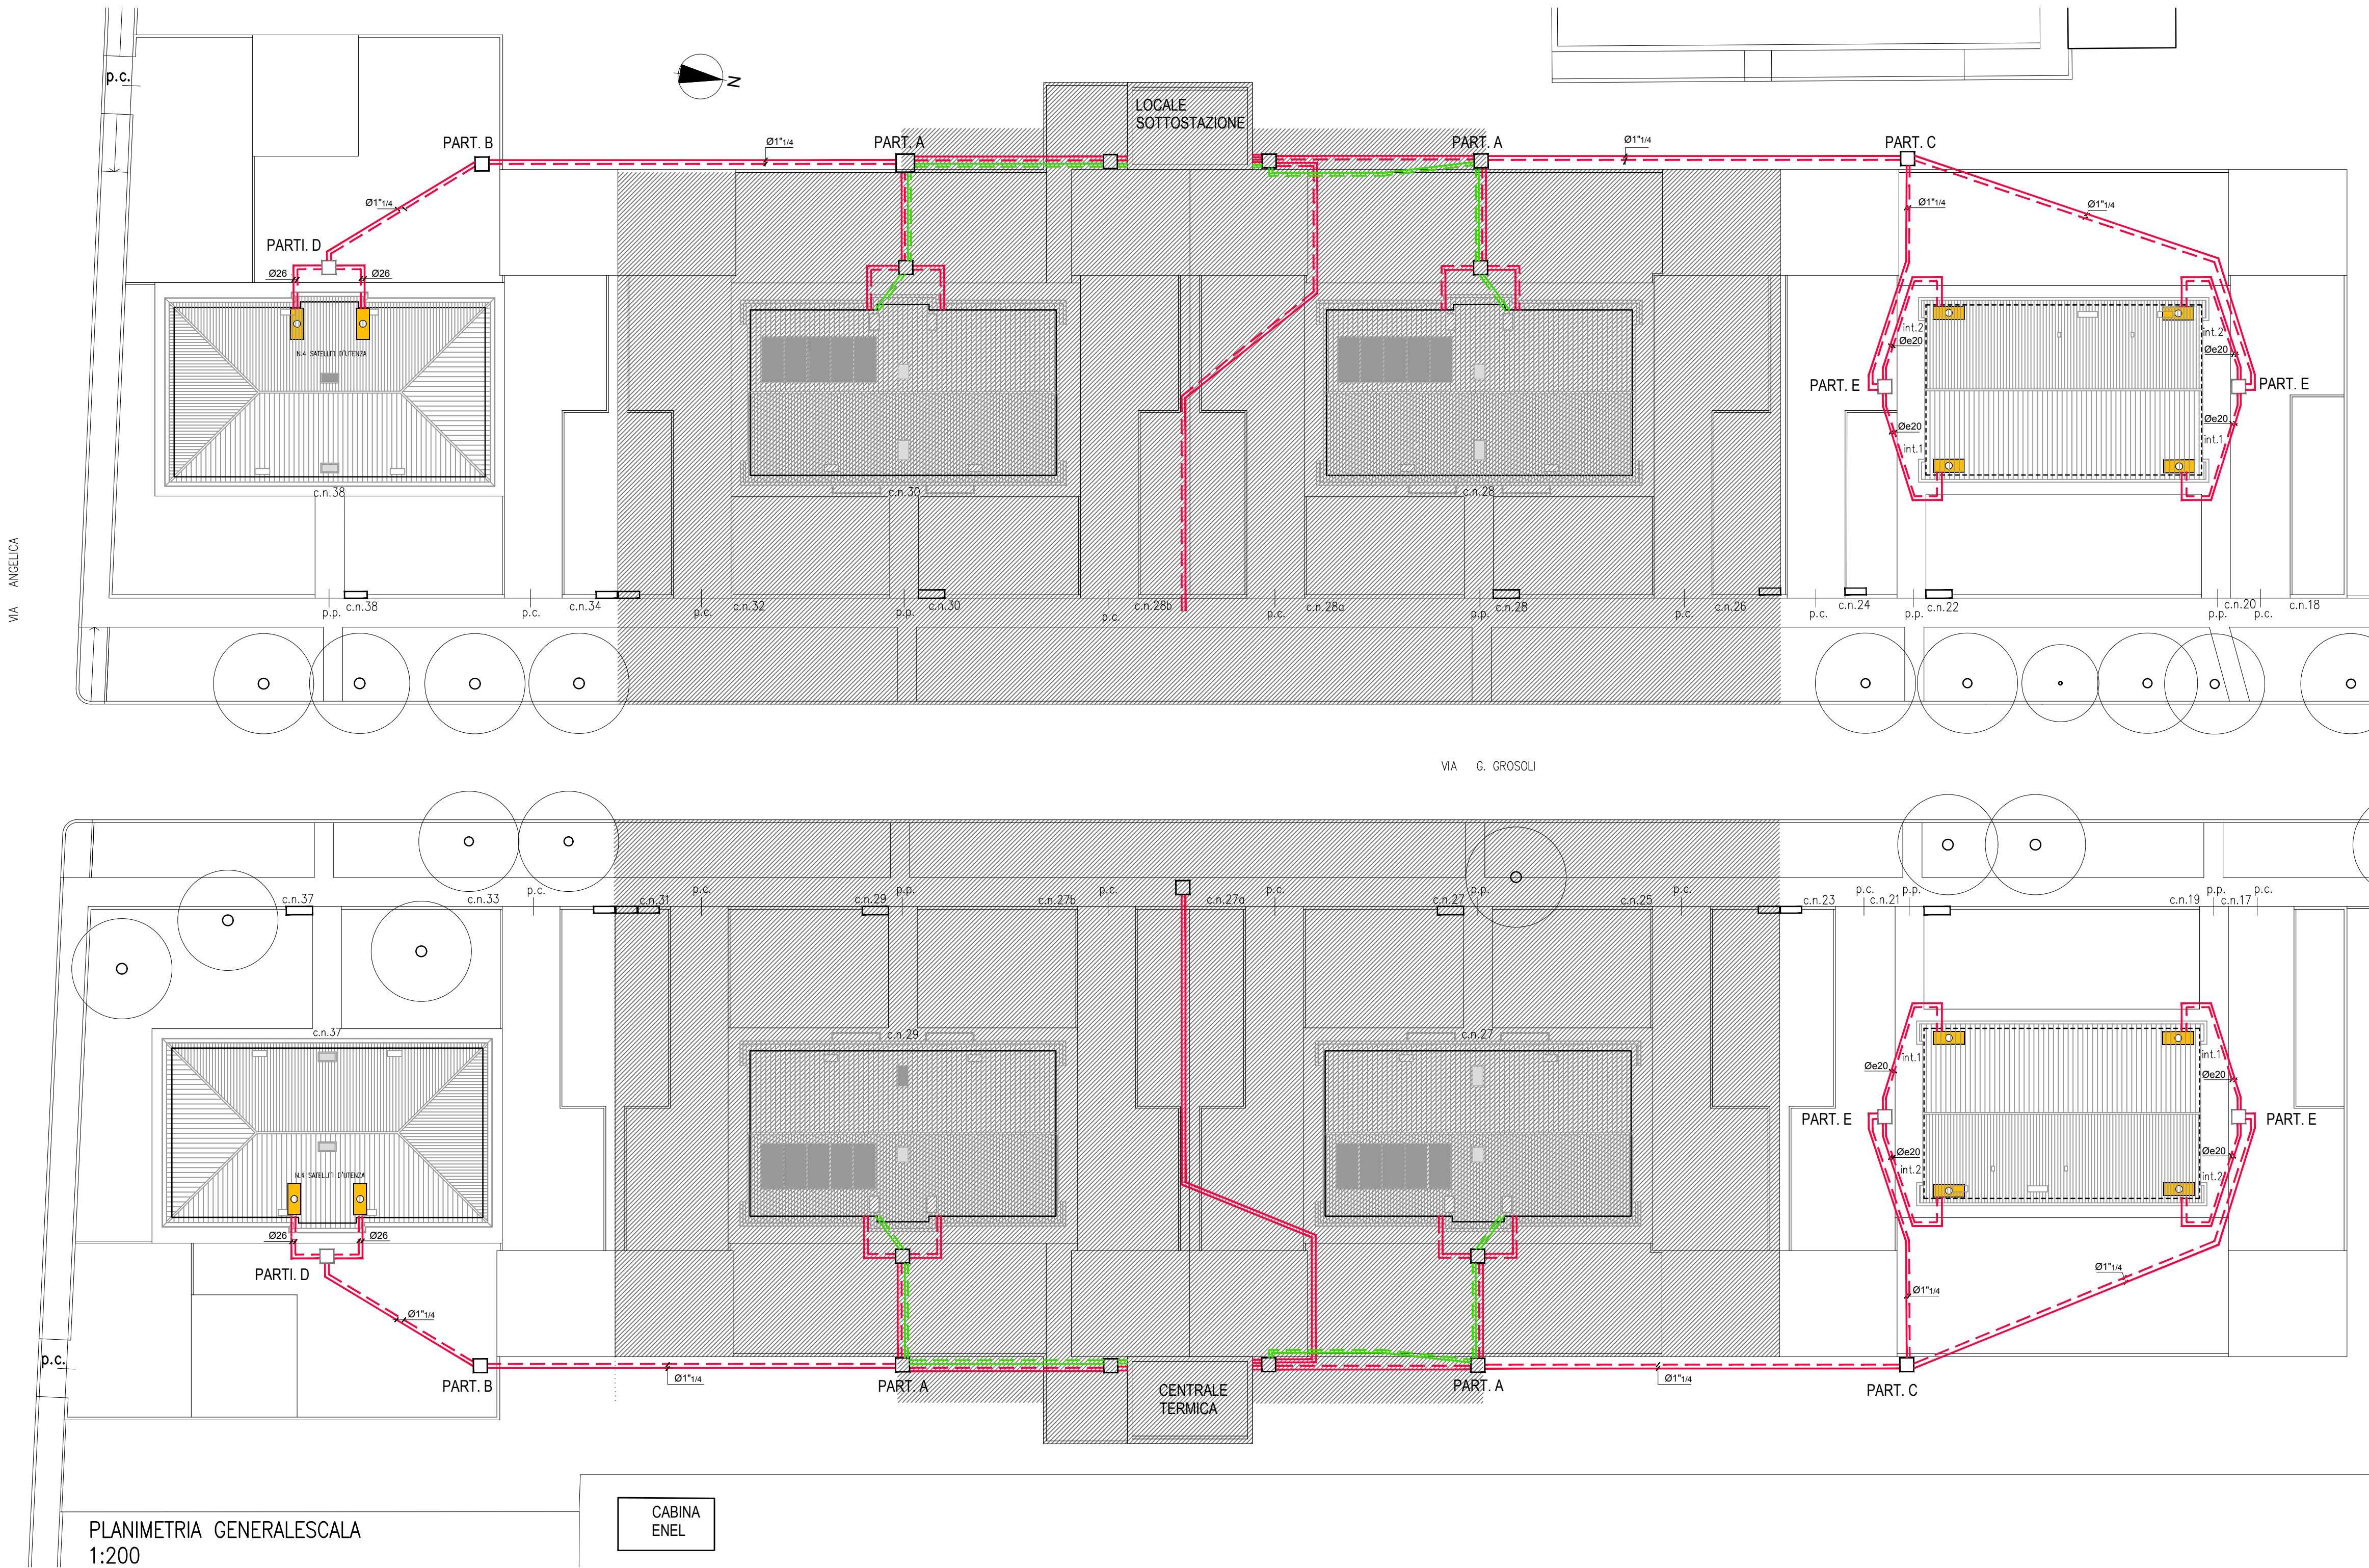 p.c.
N
LOCALE
SOTTOSTAZIONE
PART. B
Ø1"1/4
PART. A
PART. A
Ø1"1/4
PART. C
Ø1"1/4
Ø1"1/4
Ø1"1/4
PARTI. D
Ø26
Ø26
N.4 SATELLITI D'UTENZA
int.2
int.2
Øe20
Øe20
PART. E
PART. E
Øe20
Øe20
int.1
int.1
c.n.38
c.n.30
c.n.28
VIA ANGELICA
p.p.
c.n.38
p.c.
c.n.34
p.c.
c.n.32
p.p.
c.n.30
p.c.
c.n.28b
p.c.
c.n.28a
p.p.
c.n.28
p.c.
c.n.26
p.c.
c.n.24
p.p.
c.n.22
p.p.
c.n.20
p.c.
c.n.18
VIA G. GROSOLI
c.n.37
c.n.33
p.c.
c.n.31
p.c.
c.n.29
p.p.
c.n.27b
p.c.
c.n.27a
p.c.
c.n.27
p.p.
c.n.25
p.c.
c.n.23
p.c.
c.n.21
p.p.
c.n.19
p.p.
c.n.17
p.c.
c.n.37
c.n.29
c.n.27
int.1
int.1
Øe20
Øe20
PART. E
PART. E
Øe20
Øe20
int.2
int.2
N.4 SATELLITI D'UTENZA
Ø26
Ø26
PARTI. D
Ø1"1/4
Ø1"1/4
Ø1"1/4
p.c.
PART. B
Ø1"1/4
PART. A
CENTRALE
TERMICA
PART. A
Ø1"1/4
PART. C
CABINA
ENEL
PLANIMETRIA GENERALESCALA
1:200